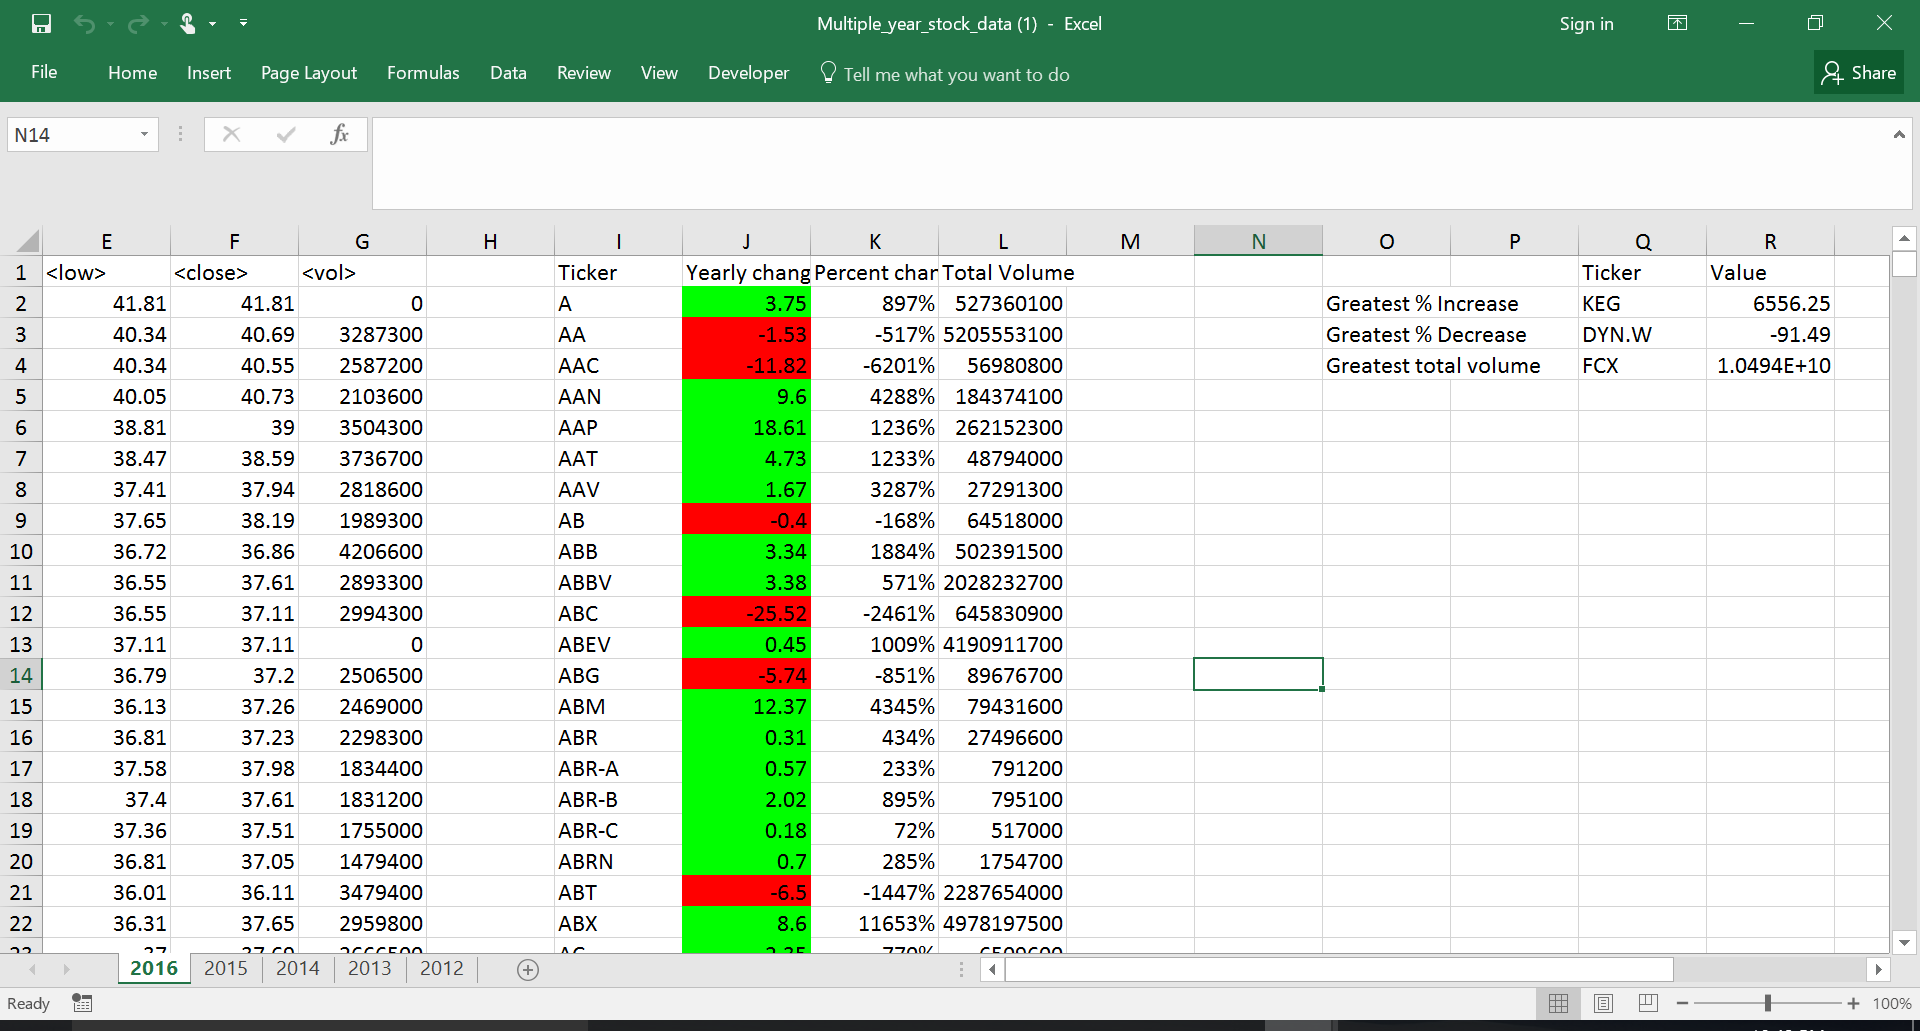 Multiple_year_stock_data (1) - Excel
Sign in
File Home Insert Page Layout Formulas Data Review View Developer Tell me what you want to do Share
N14 fx
E F G H I J K L M N O P Q R
1 <low> <close> <vol> Ticker Yearly chang Percent char Total Volume Ticker Value
2 41.81 41.81 0 A 3.75 897% 527360100 Greatest % Increase KEG 6556.25
3 40.34 40.69 3287300 AA -1.53 -517% 5205553100 Greatest % Decrease DYN.W -91.49
4 40.34 40.55 2587200 AAC -11.82 -6201% 56980800 Greatest total volume FCX 1.0494E+10
5 40.05 40.73 2103600 AAN 9.6 4288% 184374100
6 38.81 39 3504300 AAP 18.61 1236% 262152300
7 38.47 38.59 3736700 AAT 4.73 1233% 48794000
8 37.41 37.94 2818600 AAV 1.67 3287% 27291300
9 37.65 38.19 1989300 AB -0.4 -168% 64518000
10 36.72 36.86 4206600 ABB 3.34 1884% 502391500
11 36.55 37.61 2893300 ABBV 3.38 571% 2028232700
12 36.55 37.11 2994300 ABC -25.52 -2461% 645830900
13 37.11 37.11 0 ABEV 0.45 1009% 4190911700
14 36.79 37.2 2506500 ABG -5.74 -851% 89676700
15 36.13 37.26 2469000 ABM 12.37 4345% 79431600
16 36.81 37.23 2298300 ABR 0.31 434% 27496600
17 37.58 37.98 1834400 ABR-A 0.57 233% 791200
18 37.4 37.61 1831200 ABR-B 2.02 895% 795100
19 37.36 37.51 1755000 ABR-C 0.18 72% 517000
20 36.81 37.05 1479400 ABRN 0.7 285% 1754700
21 36.01 36.11 3479400 ABT -6.5 -1447% 2287654000
22 36.31 37.65 2959800 ABX 8.6 11653% 4978197500
2016 2015 2014 2013 2012
Ready 100%